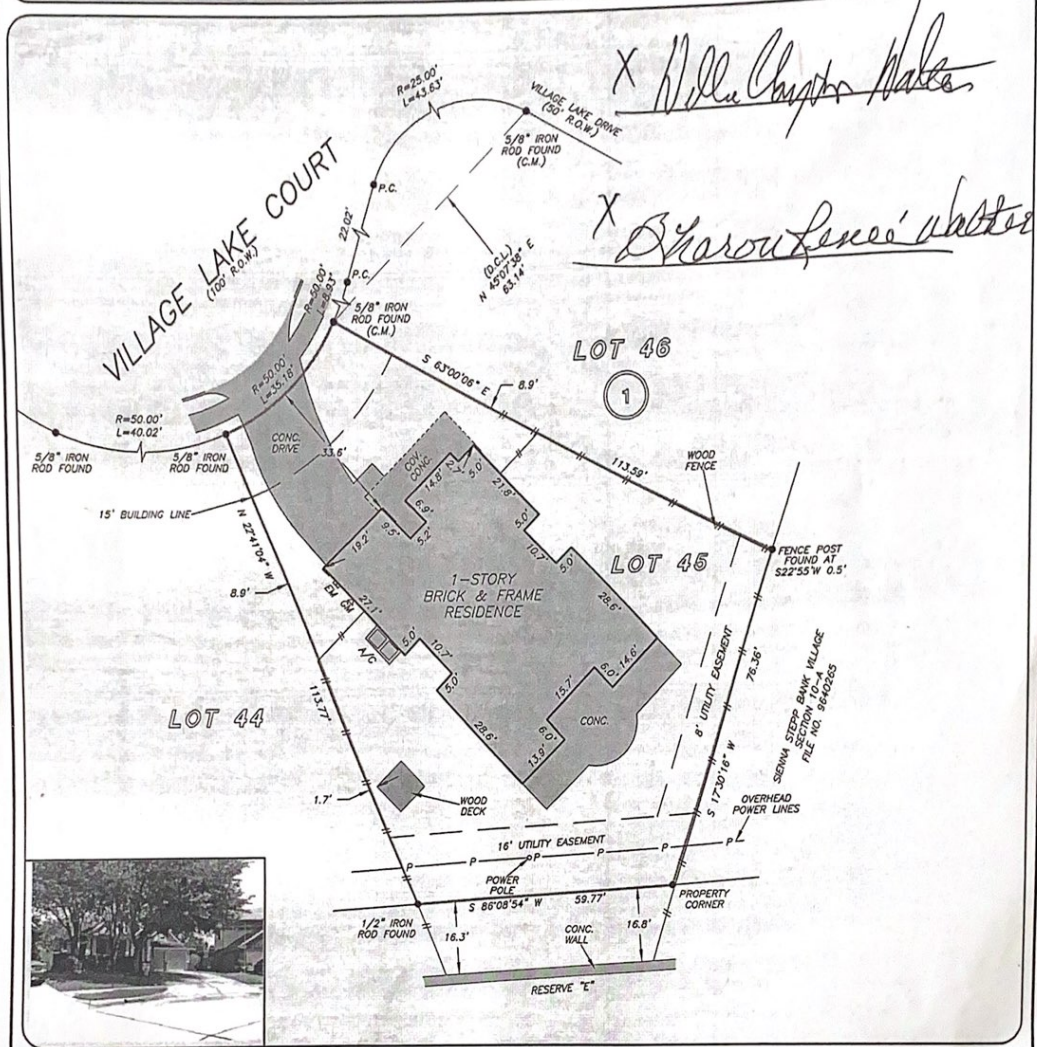 R=25.00'
L=43.63'
VILLAGE LAKE DRIVE
(50' R.O.W.)
X
5/8" IRON
ROD FOUND
(C.M.)
P.C.
VILLAGE LAKE COURT
(100' R.O.W.)
22.02'
X Sharon Reneé Walker
(D.C.L.)
N 45°07'38" E
63.14'
P.C.
R=50.00'
L=8.93'
5/8" IRON
ROD FOUND
(C.M.)
LOT 46
1
S 63°00'06" E
8.9'
R=50.00'
L=35.18'
R=50.00'
L=40.02'
5/8" IRON
ROD FOUND
5/8" IRON
ROD FOUND
CONC.
DRIVE
33.6'
COV.
CONC.
14.8'
2.7'
5.0'
113.59'
WOOD
FENCE
15' BUILDING LINE
21.8'
6.9'
9.5'
5.2'
5.0'
10.7'
5.0'
N 22°41'04" W
19.2'
FENCE POST
FOUND AT
S22°55'W 0.5'
LOT 45
1-STORY
BRICK & FRAME
RESIDENCE
8.9'
EM
GM
27.1'
A/C
5.0'
10.7'
5.0'
28.6'
28.6'
14.6'
6.0'
15.7'
6.0'
13.9'
CONC.
8' UTILITY EASEMENT
76.36'
S 17°30'16" W
SIENNA STEPP BANK VILLAGE
SECTION 10-A
FILE NO. 9640265
113.77'
LOT 44
1.7'
WOOD
DECK
OVERHEAD
POWER LINES
16' UTILITY EASEMENT
P P P P P
POWER
POLE
S 86°08'54" W 59.77'
PROPERTY
CORNER
1/2" IRON
ROD FOUND
16.3'
CONC.
WALL
16.8'
RESERVE "E"